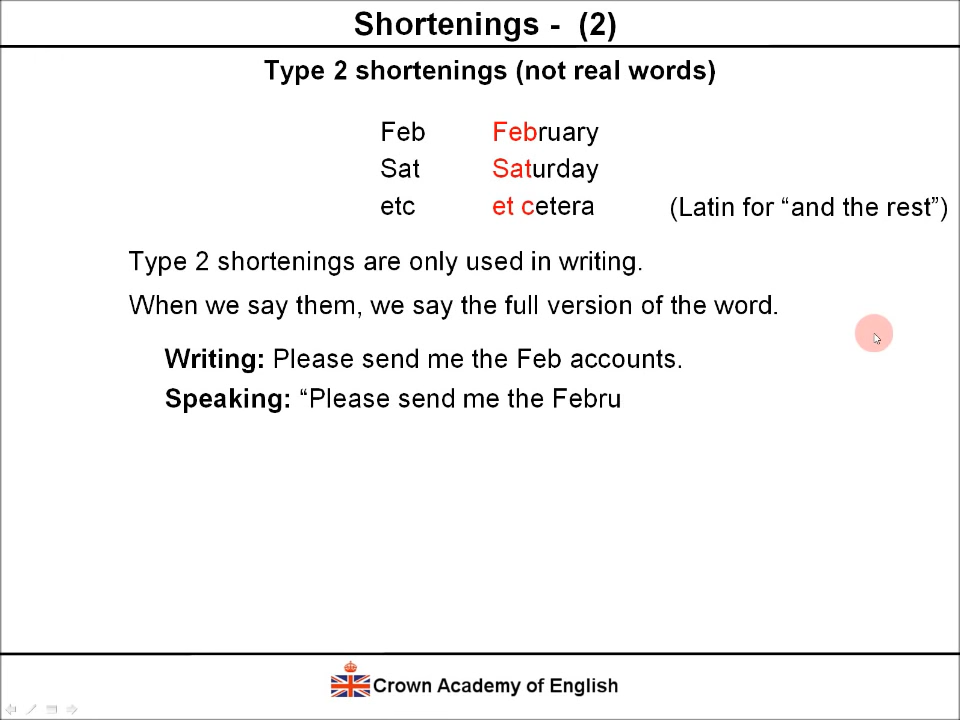 Shortenings - (2)
Type 2 shortenings (not real words)
Feb February
Sat Saturday
etc et cetera (Latin for “and the rest”)
Type 2 shortenings are only used in writing.
When we say them, we say the full version of the word.
Writing: Please send me the Feb accounts.
Speaking: “Please send me the Febru
Crown Academy of English